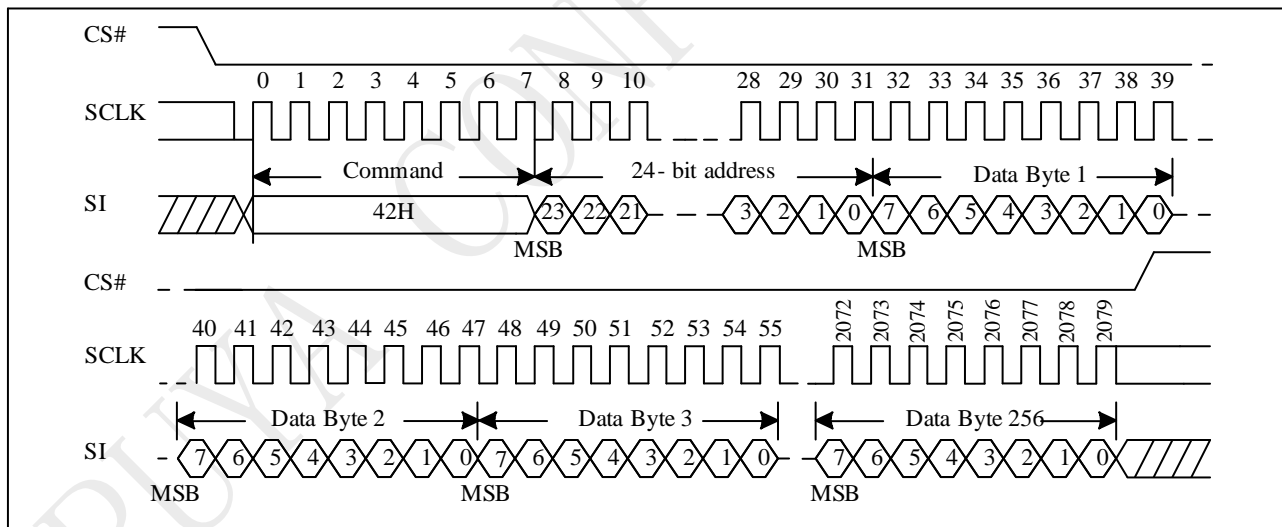 CS#
0 1 2 3 4 5 6 7 8 9 10 28 29 30 31 32 33 34 35 36 37 38 39
SCLK
Command 24- bit address Data Byte 1
SI 42H 23 22 21 3 2 1 0 7 6 5 4 3 2 1 0
MSB MSB
CS#
40 41 42 43 44 45 46 47 48 49 50 51 52 53 54 55 2072 2073 2074 2075 2076 2077 2078 2079
SCLK
Data Byte 2 Data Byte 3 Data Byte 256
SI 7 6 5 4 3 2 1 0 7 6 5 4 3 2 1 0 7 6 5 4 3 2 1 0
MSB MSB MSB
PUYA CONF